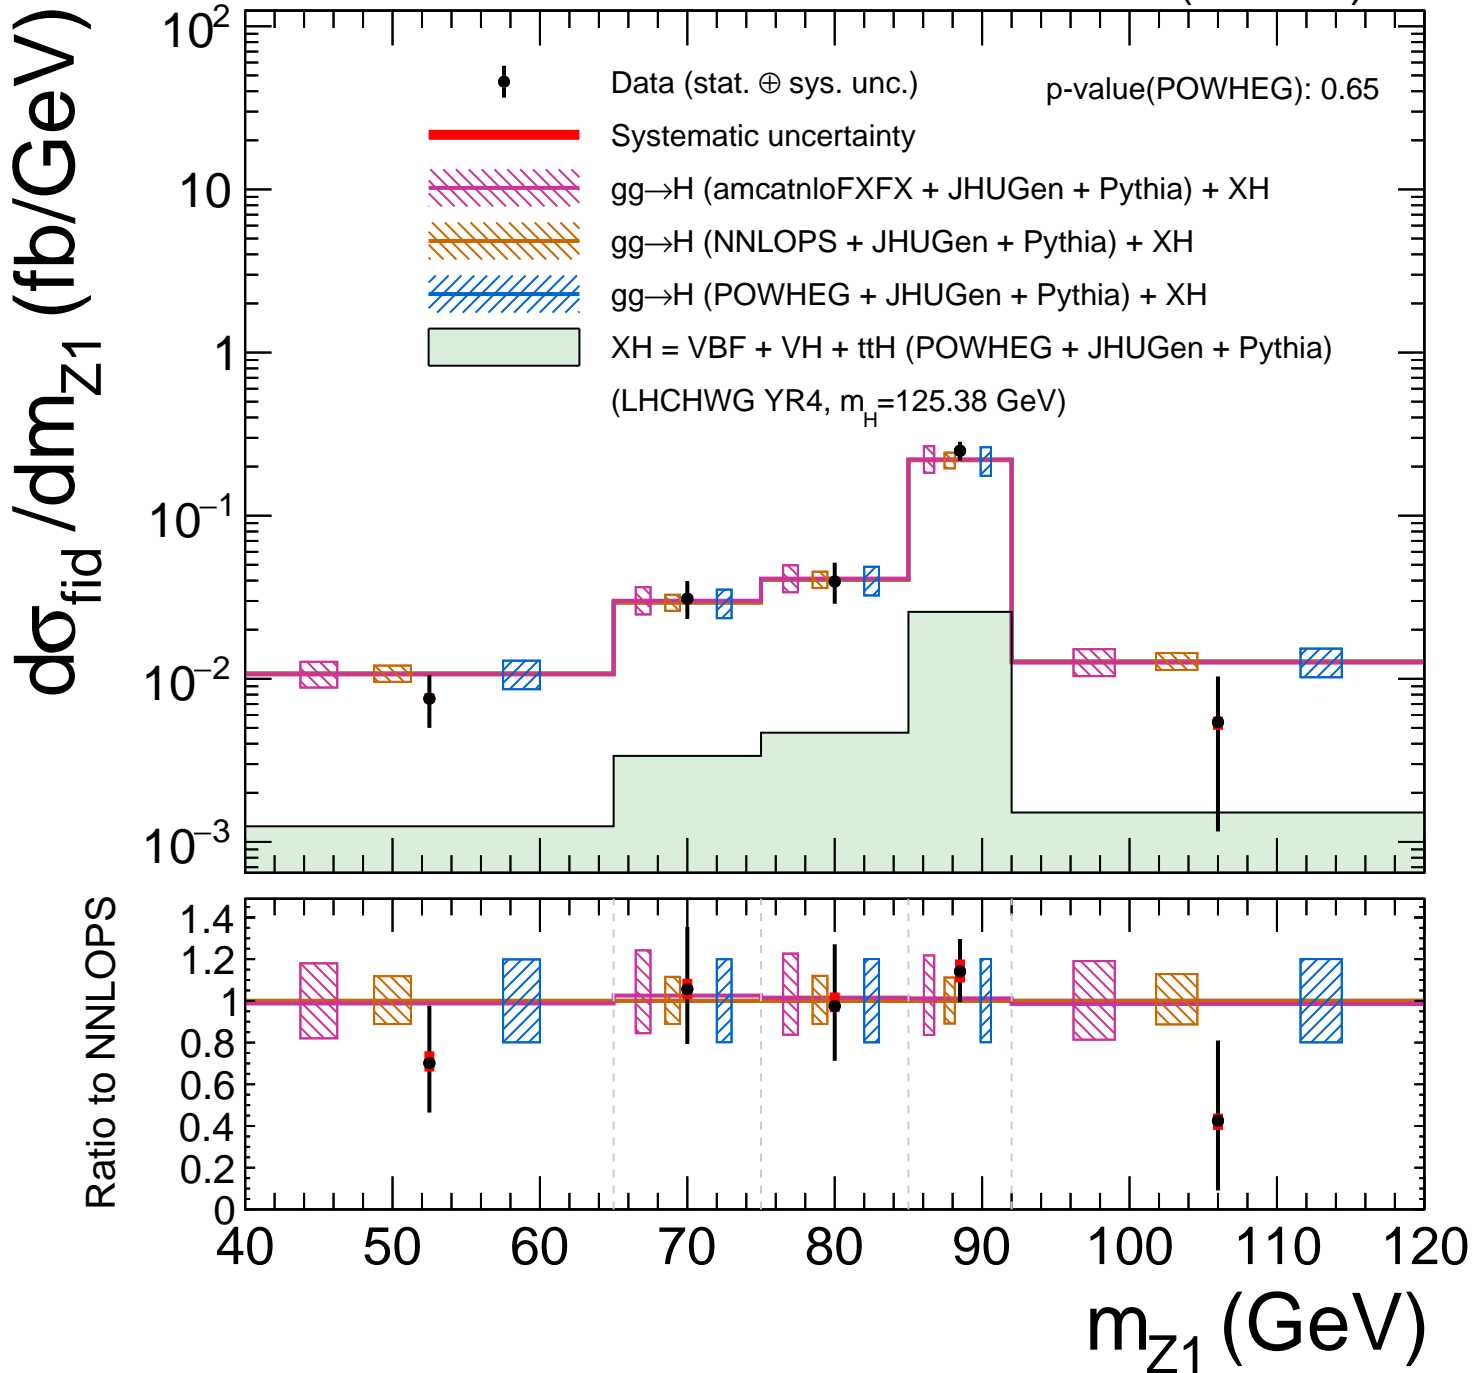 dσfid/dmZ1 (fb/GeV)
10²
10
1
10⁻¹
10⁻²
10⁻³
Data (stat. ⊕ sys. unc.)
p-value(POWHEG): 0.65
Systematic uncertainty
gg→H (amcatnloFXFX + JHUGen + Pythia) + XH
gg→H (NNLOPS + JHUGen + Pythia) + XH
gg→H (POWHEG + JHUGen + Pythia) + XH
XH = VBF + VH + ttH (POWHEG + JHUGen + Pythia)
(LHCHWG YR4, mH=125.38 GeV)
Ratio to NNLOPS
1.4
1.2
1
0.8
0.6
0.4
0.2
0
40 50 60 70 80 90 100 110 120
mZ1 (GeV)